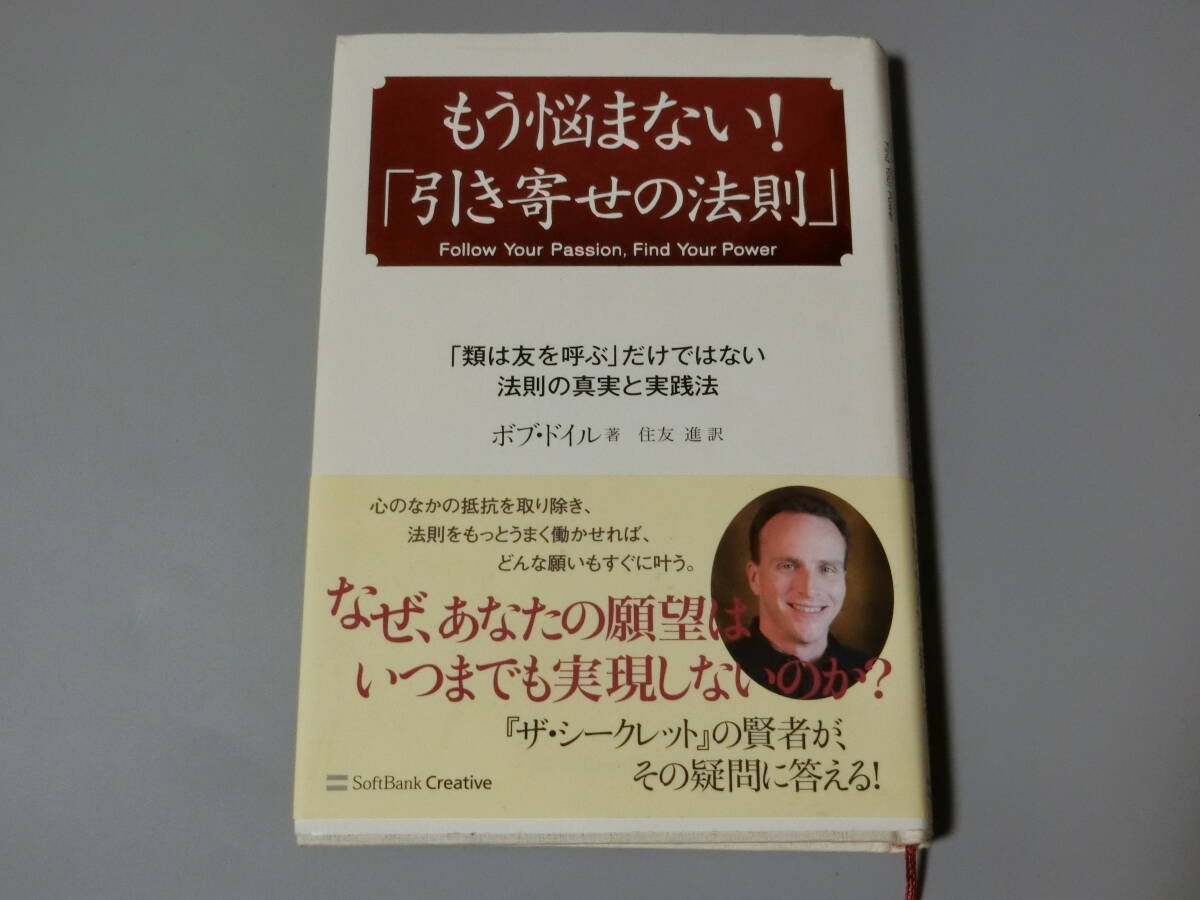 もう悩まない!
「引き寄せの法則」
Follow Your Passion, Find Your Power
「類は友を呼ぶ」だけではない
法則の真実と実践法
ボブ・ドイル 著 住友 進 訳
心のなかの抵抗を取り除き、
法則をもっとうまく働かせれば、
どんな願いもすぐに叶う。
なぜ、あなたの願望は
いつまでも実現しないのか?
『ザ・シークレット』の賢者が、
その疑問に答える!
SoftBank Creative
Find Your Power